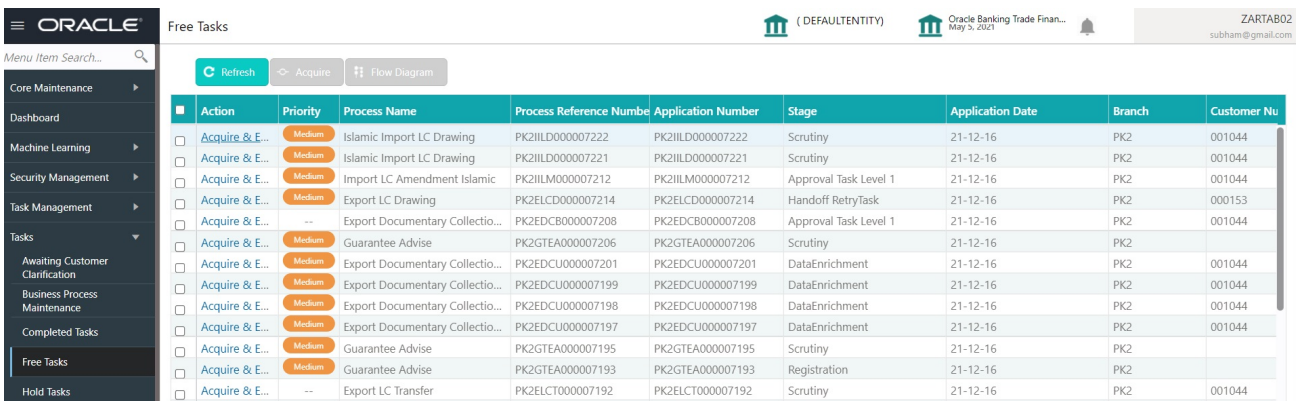 ORACLE
Free Tasks
( DEFAULTENTITY)
Oracle Banking Trade Finan...
May 5, 2021
ZARTAB02
subham@gmail.com
Menu Item Search...
Core Maintenance
Dashboard
Machine Learning
Security Management
Task Management
Tasks
Awaiting Customer
Clarification
Business Process
Maintenance
Completed Tasks
Free Tasks
Hold Tasks
Refresh Acquire Flow Diagram
Action Priority Process Name Process Reference Numbe Application Number Stage Application Date Branch Customer Nu
Acquire & E... Medium Islamic Import LC Drawing PK2IILD000007222 PK2IILD000007222 Scrutiny 21-12-16 PK2 001044
Acquire & E... Medium Islamic Import LC Drawing PK2IILD000007221 PK2IILD000007221 Scrutiny 21-12-16 PK2 001044
Acquire & E... Medium Import LC Amendment Islamic PK2IILM000007212 PK2IILM000007212 Approval Task Level 1 21-12-16 PK2 001044
Acquire & E... Medium Export LC Drawing PK2ELCD000007214 PK2ELCD000007214 Handoff RetryTask 21-12-16 PK2 000153
Acquire & E... -- Export Documentary Collectio... PK2EDCB000007208 PK2EDCB000007208 Approval Task Level 1 21-12-16 PK2 001044
Acquire & E... Medium Guarantee Advise PK2GTEA000007206 PK2GTEA000007206 Scrutiny 21-12-16 PK2
Acquire & E... Medium Export Documentary Collectio... PK2EDCU000007201 PK2EDCU000007201 DataEnrichment 21-12-16 PK2 001044
Acquire & E... Medium Export Documentary Collectio... PK2EDCU000007199 PK2EDCU000007199 DataEnrichment 21-12-16 PK2 001044
Acquire & E... Medium Export Documentary Collectio... PK2EDCU000007198 PK2EDCU000007198 DataEnrichment 21-12-16 PK2 001044
Acquire & E... Medium Export Documentary Collectio... PK2EDCU000007197 PK2EDCU000007197 DataEnrichment 21-12-16 PK2 001044
Acquire & E... Medium Guarantee Advise PK2GTEA000007195 PK2GTEA000007195 Scrutiny 21-12-16 PK2
Acquire & E... Medium Guarantee Advise PK2GTEA000007193 PK2GTEA000007193 Registration 21-12-16 PK2
Acquire & E... -- Export LC Transfer PK2ELCT000007192 PK2ELCT000007192 Scrutiny 21-12-16 PK2 001044